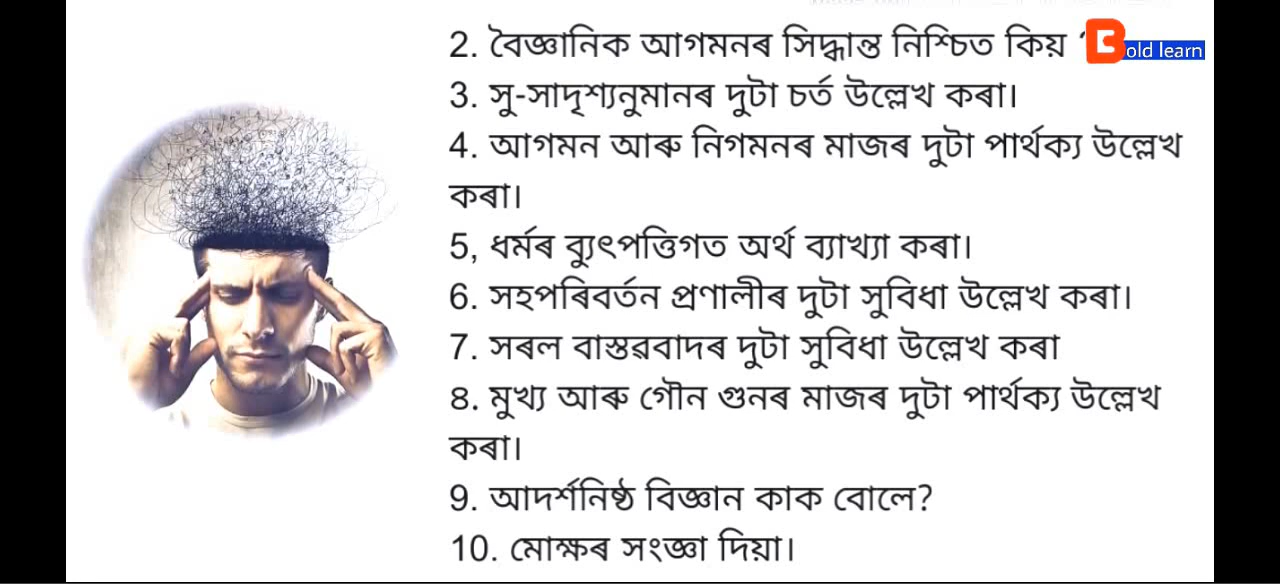 2. বৈজ্ঞানিক আগমনৰ সিদ্ধান্ত নিশ্চিত কিয়
old learn
3. সু-সাদৃশ্যনুমানৰ দুটা চৰ্ত উল্লেখ কৰা।
4. আগমন আৰু নিগমনৰ মাজৰ দুটা পাৰ্থক্য উল্লেখ
কৰা।
5, ধৰ্মৰ ব্যুৎপত্তিগত অৰ্থ ব্যাখ্যা কৰা।
6. সহপৰিবৰ্তন প্ৰণালীৰ দুটা সুবিধা উল্লেখ কৰা।
7. সৰল বাস্তৱবাদৰ দুটা সুবিধা উল্লেখ কৰা
8. মুখ্য আৰু গৌন গুনৰ মাজৰ দুটা পাৰ্থক্য উল্লেখ
কৰা।
9. আদৰ্শনিষ্ঠ বিজ্ঞান কাক বোলে?
10. মোক্ষৰ সংজ্ঞা দিয়া।